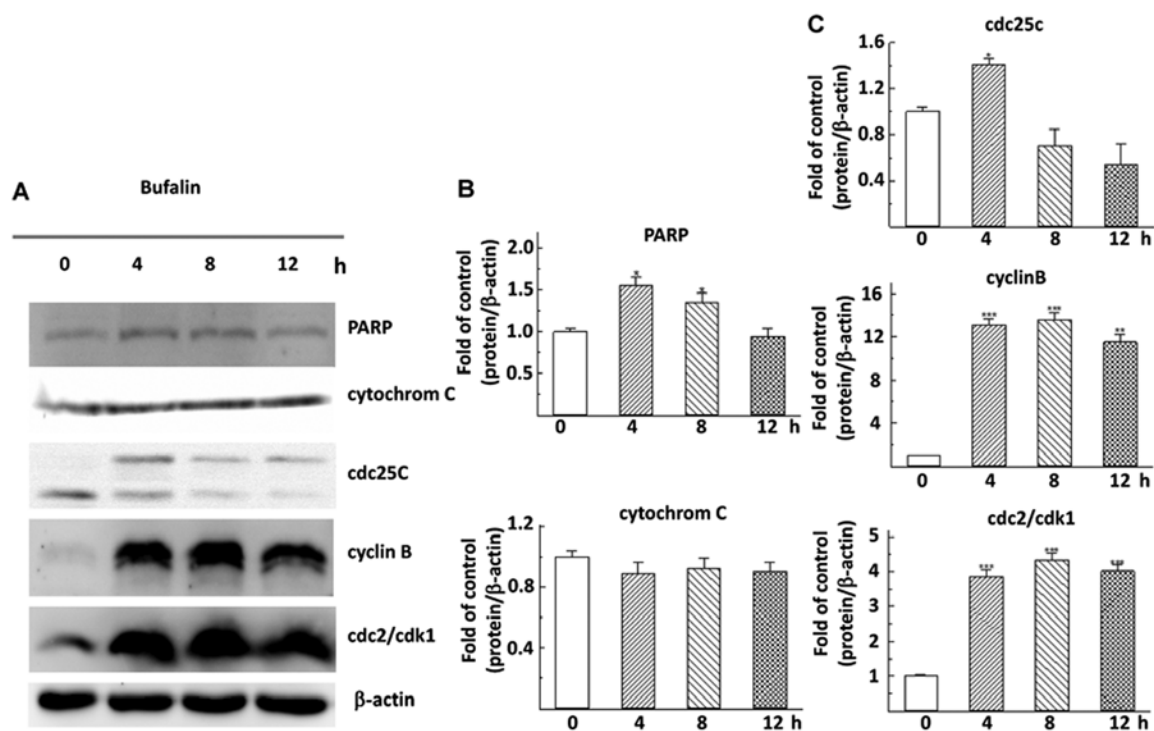 A
Bufalin
0 4 8 12 h
PARP
cytochrom C
cdc25C
cyclin B
cdc2/cdk1
β-actin
B
PARP
Fold of control
(protein/β-actin)
2.0
1.5
1.0
0.5
*
*
0 4 8 12 h
cytochrom C
Fold of control
(protein/β-actin)
1.2
0.8
0.4
0 4 8 12 h
C
cdc25c
Fold of control
(protein/β-actin)
1.6
1.2
0.8
0.4
*
0 4 8 12 h
cyclinB
Fold of control
(protein/β-actin)
16
12
8
4
***
***
**
0 4 8 12 h
cdc2/cdk1
Fold of control
(protein/β-actin)
5
4
3
2
1
***
***
***
0 4 8 12 h